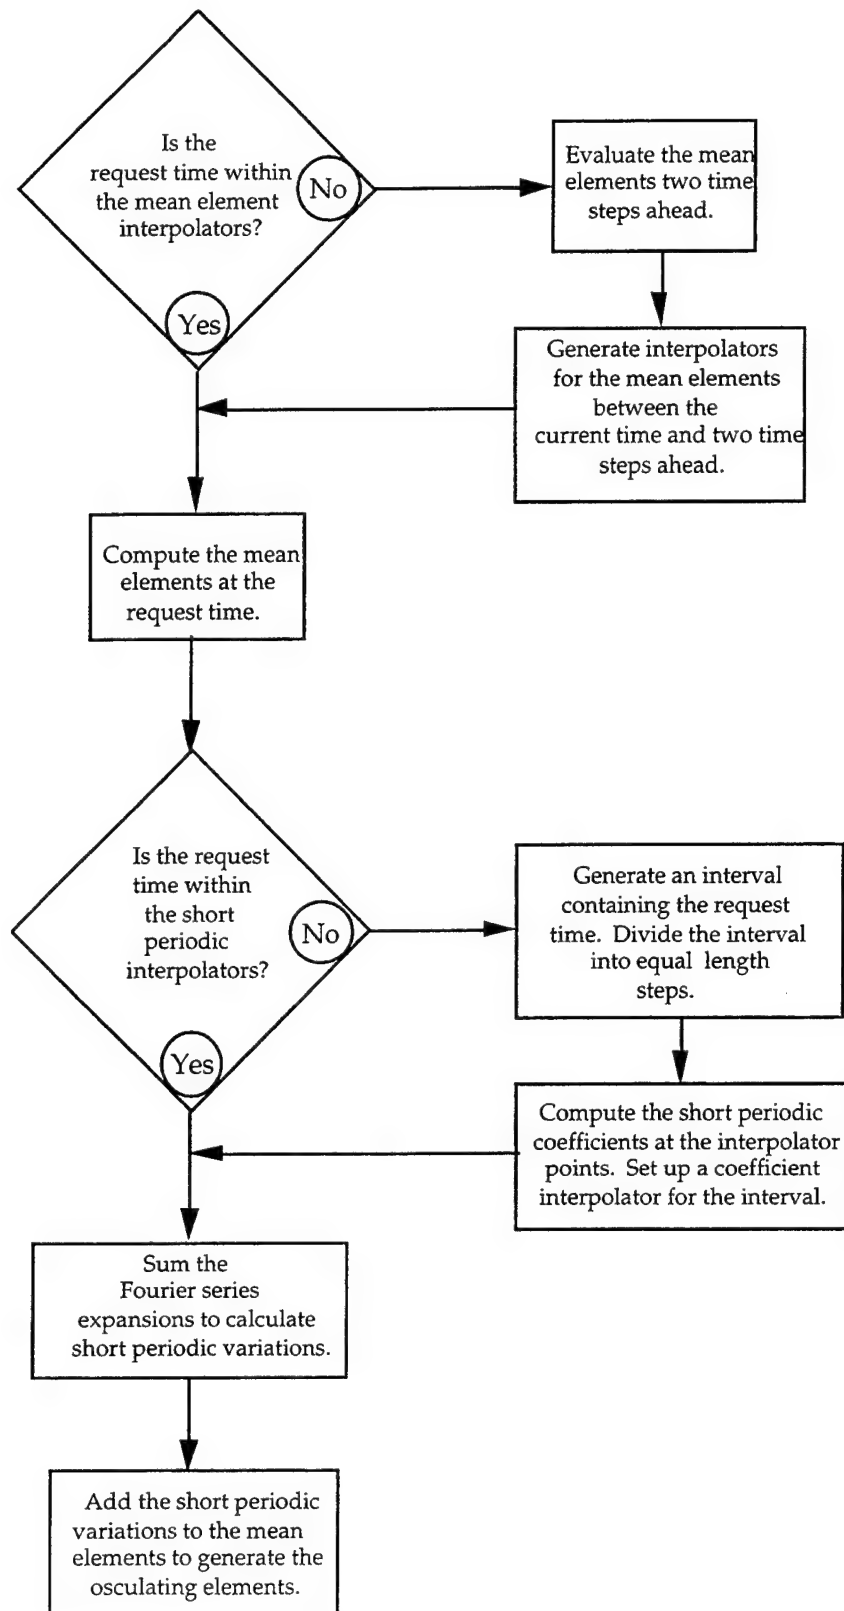 Is the
request time within
the mean element
interpolators?
No
Yes
Evaluate the mean
elements two time
steps ahead.
Generate interpolators
for the mean elements
between the
current time and two time
steps ahead.
Compute the mean
elements at the
request time.
Is the request
time within
the short
periodic
interpolators?
No
Yes
Generate an interval
containing the request
time. Divide the interval
into equal length
steps.
Compute the short periodic
coefficients at the interpolator
points. Set up a coefficient
interpolator for the interval.
Sum the
Fourier series
expansions to calculate
short periodic variations.
Add the short periodic
variations to the mean
elements to generate the
osculating elements.